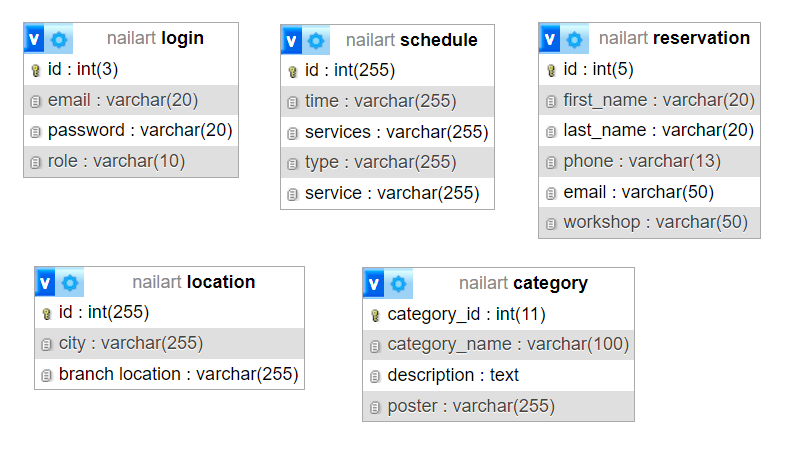 v nailart login
id : int(3)
email : varchar(20)
password : varchar(20)
role : varchar(10)
v nailart schedule
id : int(255)
time : varchar(255)
services : varchar(255)
type : varchar(255)
service : varchar(255)
v nailart reservation
id : int(5)
first_name : varchar(20)
last_name : varchar(20)
phone : varchar(13)
email : varchar(50)
workshop : varchar(50)
v nailart location
id : int(255)
city : varchar(255)
branch location : varchar(255)
v nailart category
category_id : int(11)
category_name : varchar(100)
description : text
poster : varchar(255)